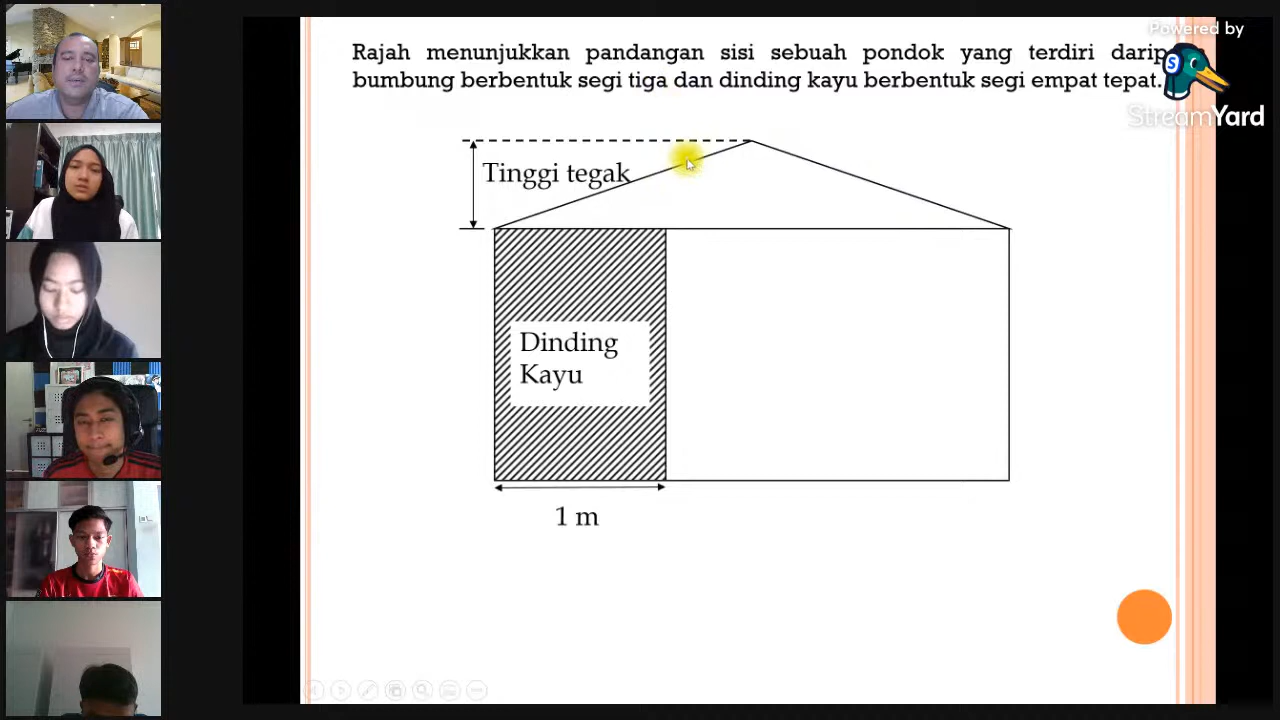 Powered by
StreamYard
Rajah menunjukkan pandangan sisi sebuah pondok yang terdiri darip
bumbung berbentuk segi tiga dan dinding kayu berbentuk segi empat tepat.
Tinggi tegak
Dinding
Kayu
1 m